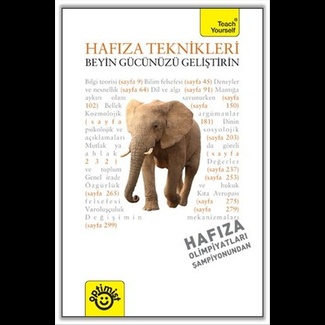 Teach
Yourself
HAFIZA TEKNİKLERİ
BEYİN GÜCÜNÜZÜ GELİŞTİRİN
Bilgi teorisi (sayfa 9) Bilim felsefesi (sayfa 45) Deneyler
ve nesnellik (sayfa 64) Dil ve algı (sayfa 91) Mantığa
aykırı olanı savunurken (sayfa
102) Bellek (sayfa 150)
Kozmolojik argümanlar
(sayfa 181) Dinin
psikolojik ve sosyolojik
açıklamaları (sayfa 203)
Mutlak ya da göreli
ahlak (sayfa
232) Değerler
ve toplum (sayfa 237)
Genel irade (sayfa 253)
Özgürlük ve hukuk
(sayfa 265) Kıta Avrupası
felsefesi (sayfa 275)
Varoluşçuluk (sayfa 279)
Değişimin mekanizmaları
(sayfa 299)
HAFIZA
OLİMPİYATLARI
ŞAMPİYONUNDAN
optimist